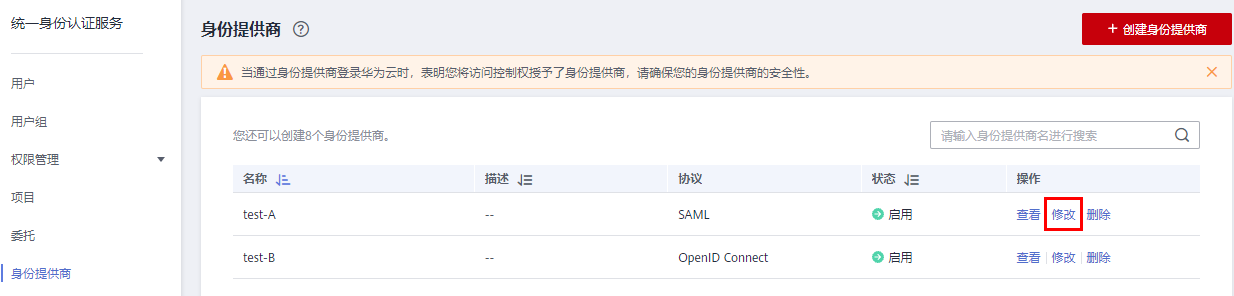 统一身份认证服务
用户
用户组
权限管理
项目
委托
身份提供商
身份提供商 ?
+ 创建身份提供商
当通过身份提供商登录华为云时，表明您将访问控制权授予了身份提供商，请确保您的身份提供商的安全性。
您还可以创建8个身份提供商。
请输入身份提供商名进行搜索
名称 描述 协议 状态 操作
test-A -- SAML 启用 查看 修改 删除
test-B -- OpenID Connect 启用 查看 修改 删除